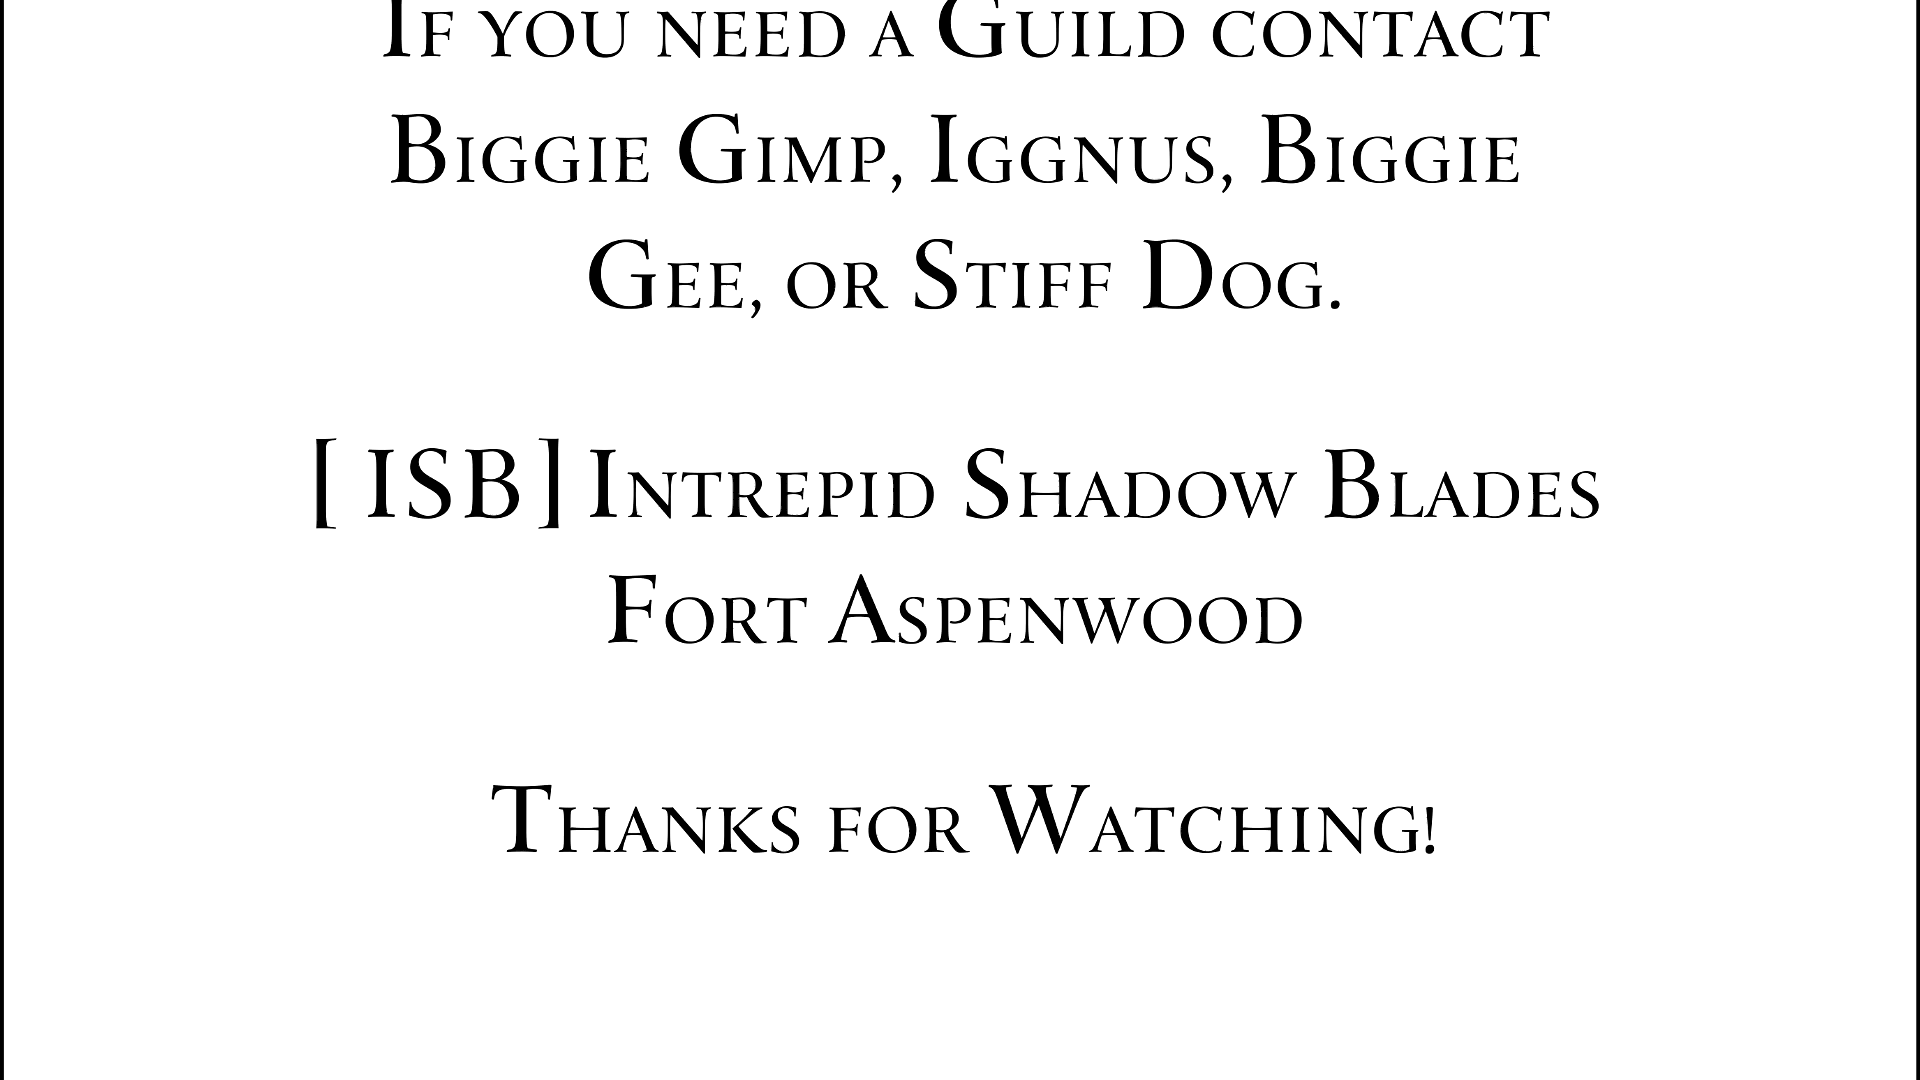 If you need a Guild contact
Biggie Gimp, Iggnus, Biggie
Gee, or Stiff Dog.
[ ISB ] Intrepid Shadow Blades
Fort Aspenwood
Thanks for Watching!